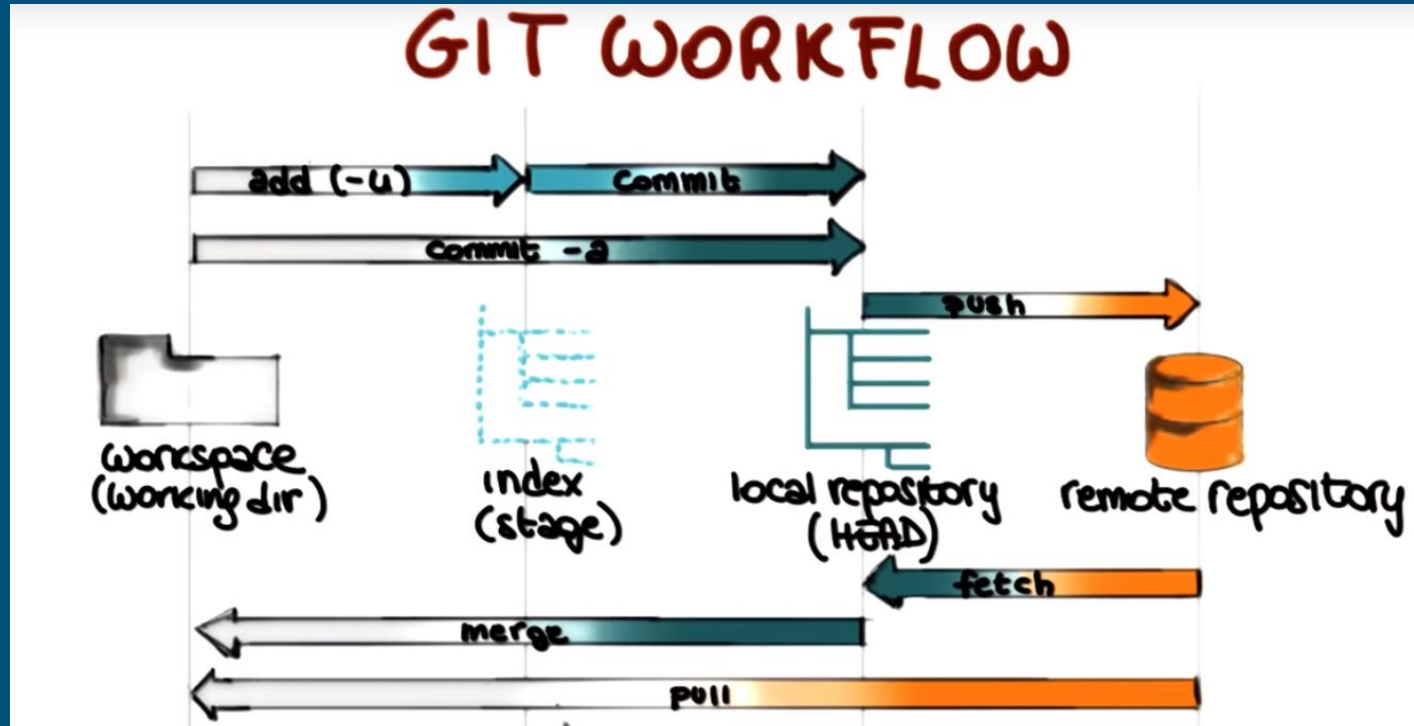 GIT WORKFLOW
add (-u)
commit
commit -a
push
workspace
(working dir)
index
(stage)
local repository
(HEAD)
remote repository
fetch
merge
pull